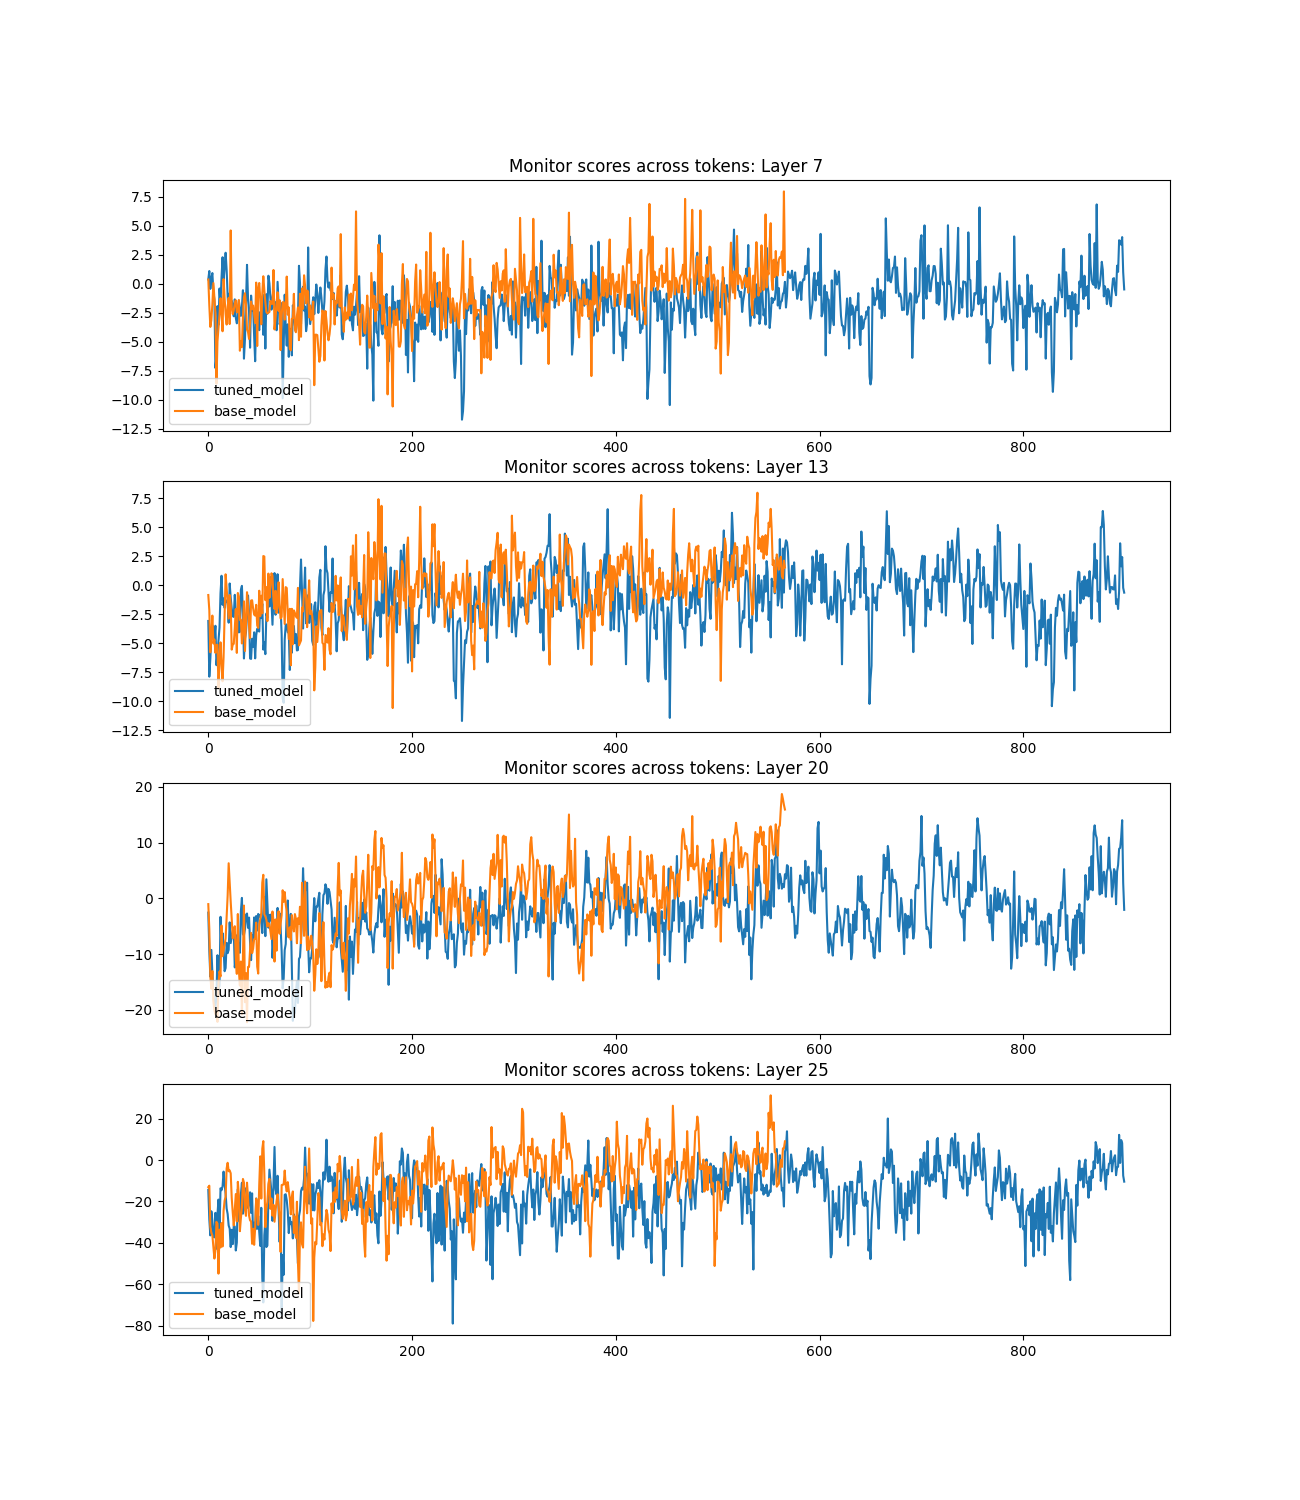 Monitor scores across tokens: Layer 7
7.5
5.0
2.5
0.0
−2.5
−5.0
−7.5
−10.0
−12.5
tuned_model
base_model
0 200 400 600 800
Monitor scores across tokens: Layer 13
7.5
5.0
2.5
0.0
−2.5
−5.0
−7.5
−10.0
−12.5
tuned_model
base_model
0 200 400 600 800
Monitor scores across tokens: Layer 20
20
10
0
−10
−20
tuned_model
base_model
0 200 400 600 800
Monitor scores across tokens: Layer 25
20
0
−20
−40
−60
−80
tuned_model
base_model
0 200 400 600 800